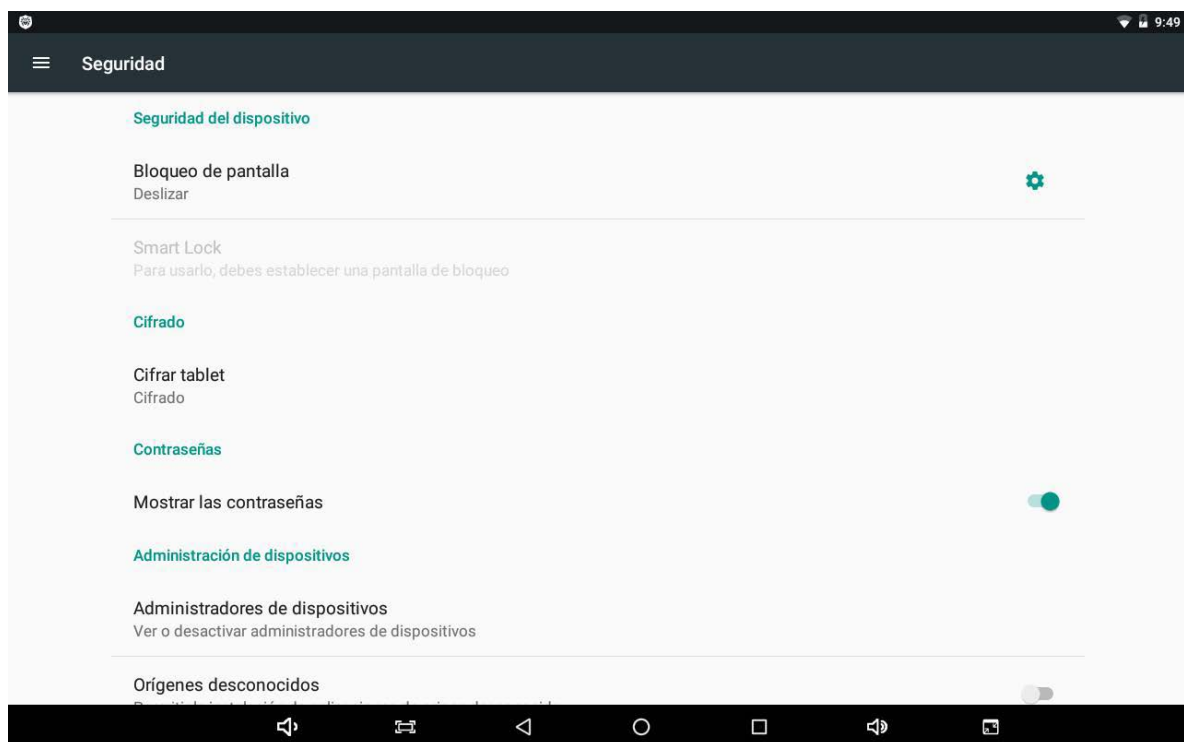 9:49
Seguridad
Seguridad del dispositivo
Bloqueo de pantalla
Deslizar
Smart Lock
Para usarlo, debes establecer una pantalla de bloqueo
Cifrado
Cifrar tablet
Cifrado
Contraseñas
Mostrar las contraseñas
Administración de dispositivos
Administradores de dispositivos
Ver o desactivar administradores de dispositivos
Orígenes desconocidos